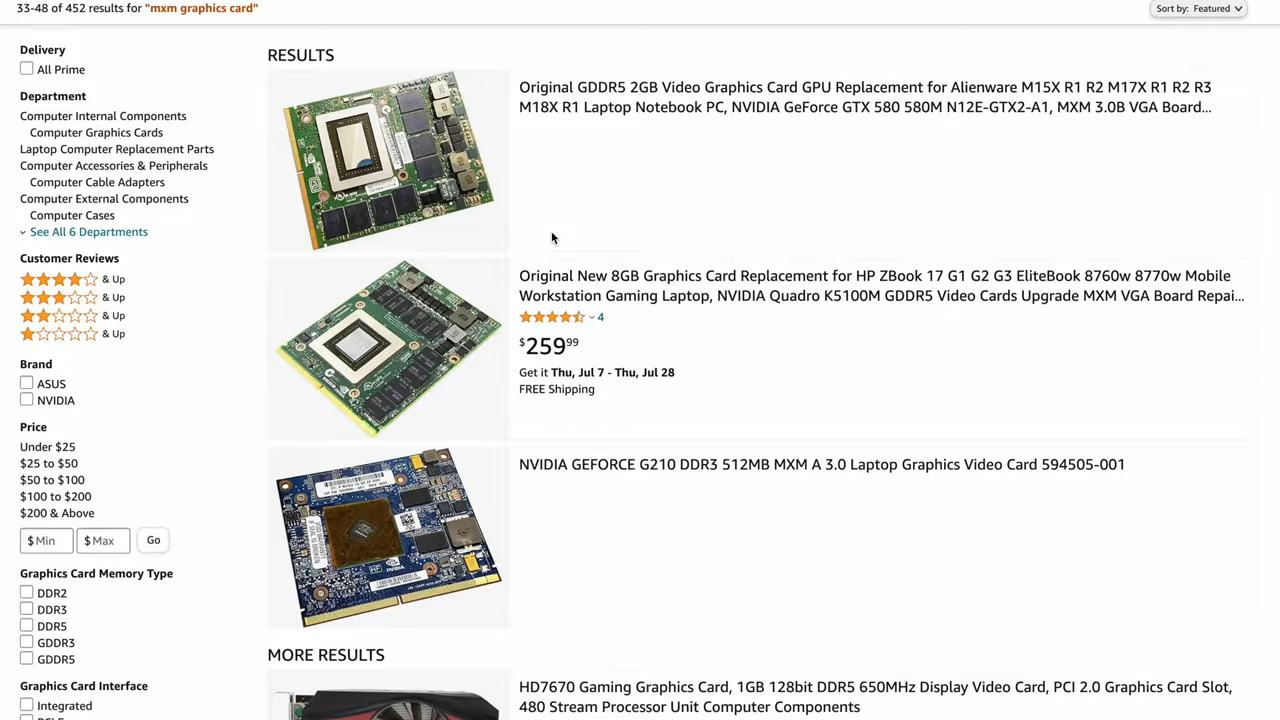 33-48 of 452 results for "mxm graphics card"
Sort by: Featured
Delivery
All Prime
Department
Computer Internal Components
Computer Graphics Cards
Laptop Computer Replacement Parts
Computer Accessories & Peripherals
Computer Cable Adapters
Computer External Components
Computer Cases
See All 6 Departments
Customer Reviews
& Up
& Up
& Up
& Up
Brand
ASUS
NVIDIA
Price
Under $25
$25 to $50
$50 to $100
$100 to $200
$200 & Above
$ Min $ Max Go
Graphics Card Memory Type
DDR2
DDR3
DDR5
GDDR3
GDDR5
Graphics Card Interface
Integrated
RESULTS
Original GDDR5 2GB Video Graphics Card GPU Replacement for Alienware M15X R1 R2 M17X R1 R2 R3
M18X R1 Laptop Notebook PC, NVIDIA GeForce GTX 580 580M N12E-GTX2-A1, MXM 3.0B VGA Board...
Original New 8GB Graphics Card Replacement for HP ZBook 17 G1 G2 G3 EliteBook 8760w 8770w Mobile
Workstation Gaming Laptop, NVIDIA Quadro K5100M GDDR5 Video Cards Upgrade MXM VGA Board Repai...
4
$25999
Get it Thu, Jul 7 - Thu, Jul 28
FREE Shipping
NVIDIA GEFORCE G210 DDR3 512MB MXM A 3.0 Laptop Graphics Video Card 594505-001
MORE RESULTS
HD7670 Gaming Graphics Card, 1GB 128bit DDR5 650MHz Display Video Card, PCI 2.0 Graphics Card Slot,
480 Stream Processor Unit Computer Components